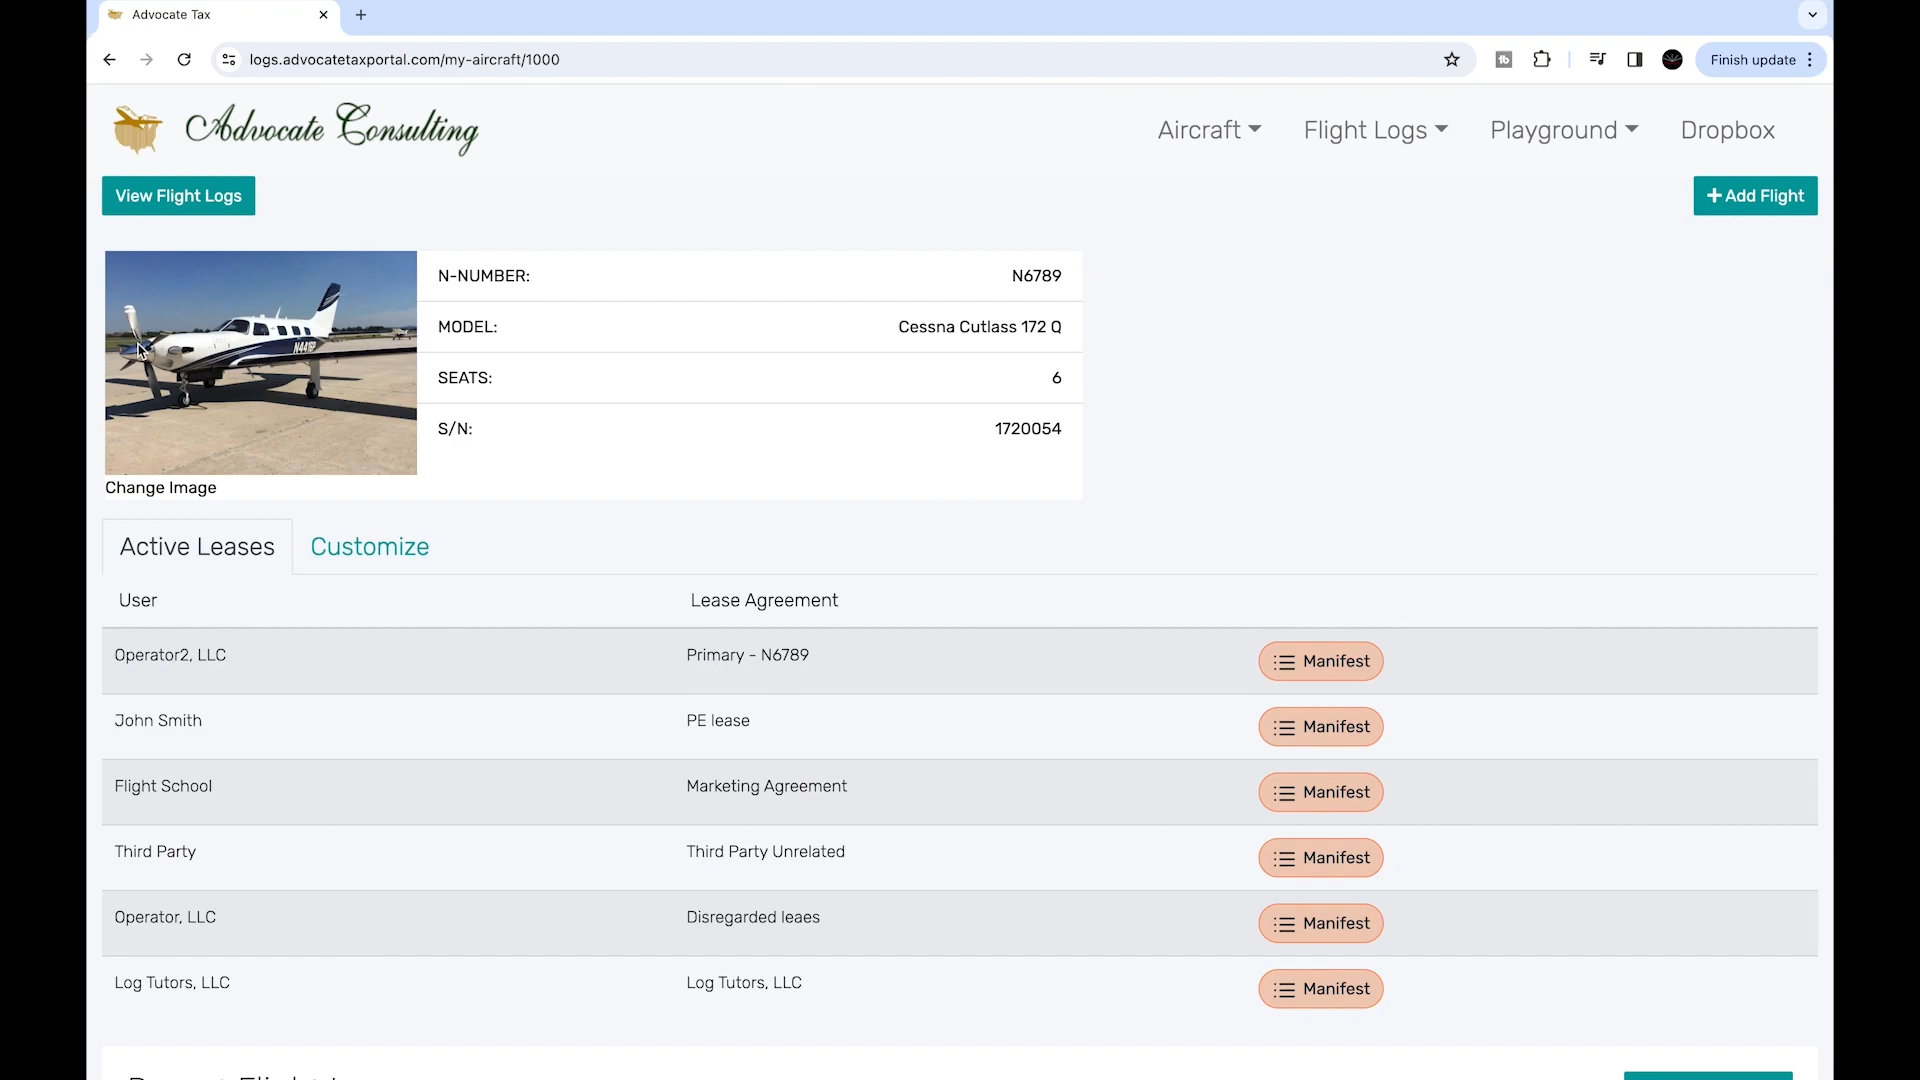 Advocate Tax
logs.advocatetaxportal.com/my-aircraft/1000
Finish update
Advocate Consulting
Aircraft
Flight Logs
Playground
Dropbox
View Flight Logs
+ Add Flight
N-NUMBER: N6789
MODEL: Cessna Cutlass 172 Q
SEATS: 6
S/N: 1720054
Change Image
Active Leases
Customize
User Lease Agreement
Operator2, LLC Primary - N6789 Manifest
John Smith PE lease Manifest
Flight School Marketing Agreement Manifest
Third Party Third Party Unrelated Manifest
Operator, LLC Disregarded leaes Manifest
Log Tutors, LLC Log Tutors, LLC Manifest